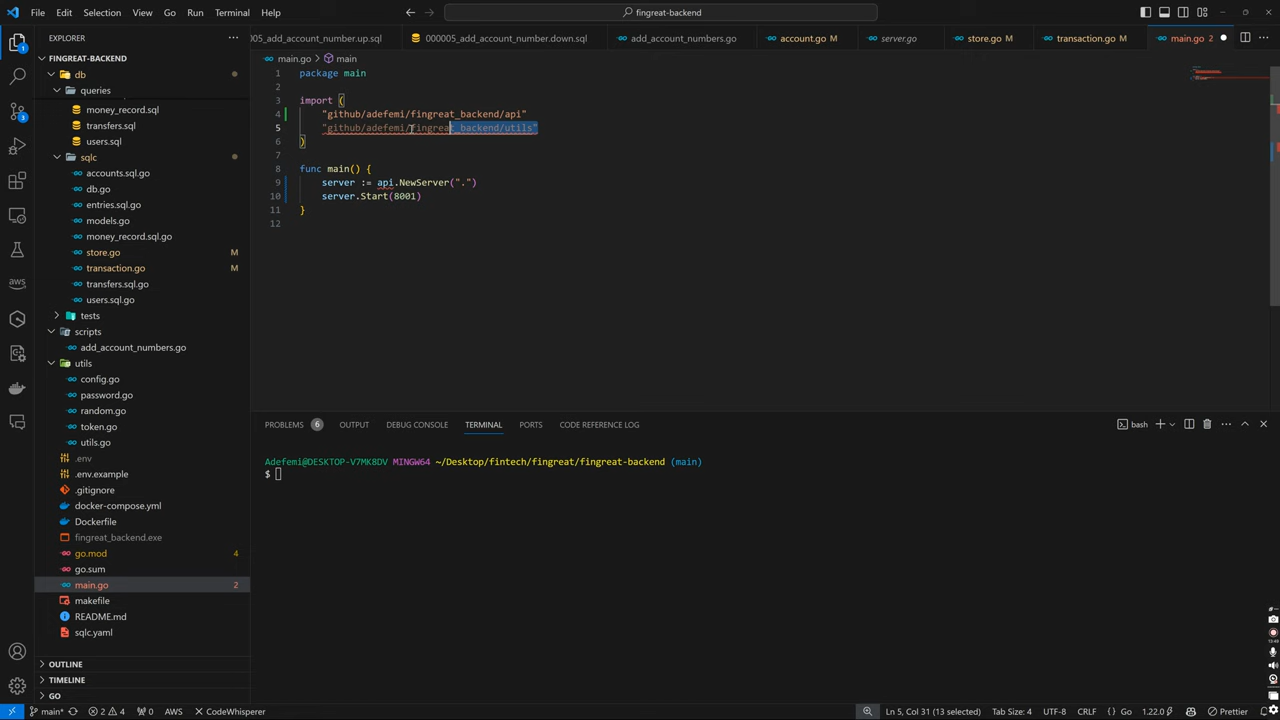 File Edit Selection View Go Run Terminal Help
fingreat-backend
EXPLORER
005_add_account_number.up.sql
000005_add_account_number.down.sql
add_account_numbers.go
account.go M
server.go
store.go M
transaction.go M
main.go 2
FINGREAT-BACKEND
main.go > main
db
queries
money_record.sql
transfers.sql
users.sql
sqlc
accounts.sql.go
db.go
entries.sql.go
models.go
money_record.sql.go
store.go M
transaction.go M
transfers.sql.go
users.sql.go
tests
scripts
add_account_numbers.go
utils
config.go
password.go
random.go
token.go
utils.go
.env
.env.example
.gitignore
docker-compose.yml
Dockerfile
fingreat_backend.exe
go.mod 4
go.sum
main.go 2
makefile
README.md
sqlc.yaml
OUTLINE
TIMELINE
GO
1 package main
2
3 import (
4 "github/adefemi/fingreat_backend/api"
5 "github/adefemi/fingreat_backend/utils"
6 )
7
8 func main() {
9 server := api.NewServer(".")
10 server.Start(8001)
11 }
12
PROBLEMS 6 OUTPUT DEBUG CONSOLE TERMINAL PORTS CODE REFERENCE LOG
bash
Adefemi@DESKTOP-V7MK8DV MINGW64 ~/Desktop/fintech/fingreat/fingreat-backend (main)
$
main* 2 4 0 AWS CodeWhisperer
Ln 5, Col 31 (13 selected) Tab Size: 4 UTF-8 CRLF Go 1.22.0 Prettier